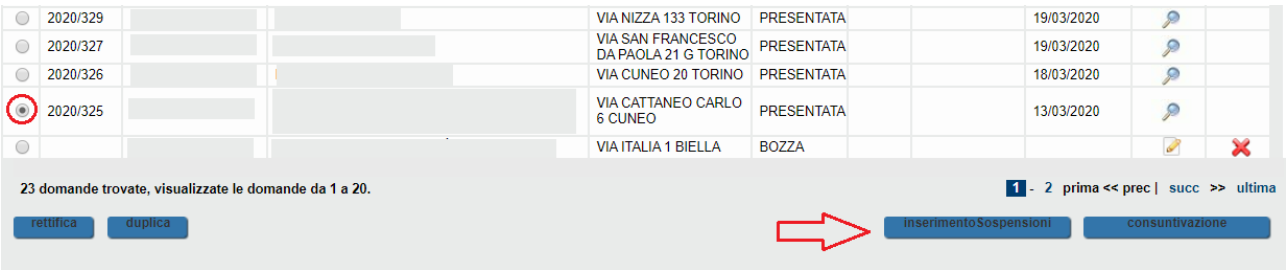 2020/329 VIA NIZZA 133 TORINO PRESENTATA 19/03/2020
2020/327 VIA SAN FRANCESCO DA PAOLA 21 G TORINO PRESENTATA 19/03/2020
2020/326 VIA CUNEO 20 TORINO PRESENTATA 18/03/2020
2020/325 VIA CATTANEO CARLO 6 CUNEO PRESENTATA 13/03/2020
VIA ITALIA 1 BIELLA BOZZA
23 domande trovate, visualizzate le domande da 1 a 20. 1 - 2 prima << prec | succ >> ultima
rettifica duplica inserimentoSospensioni consuntivazione